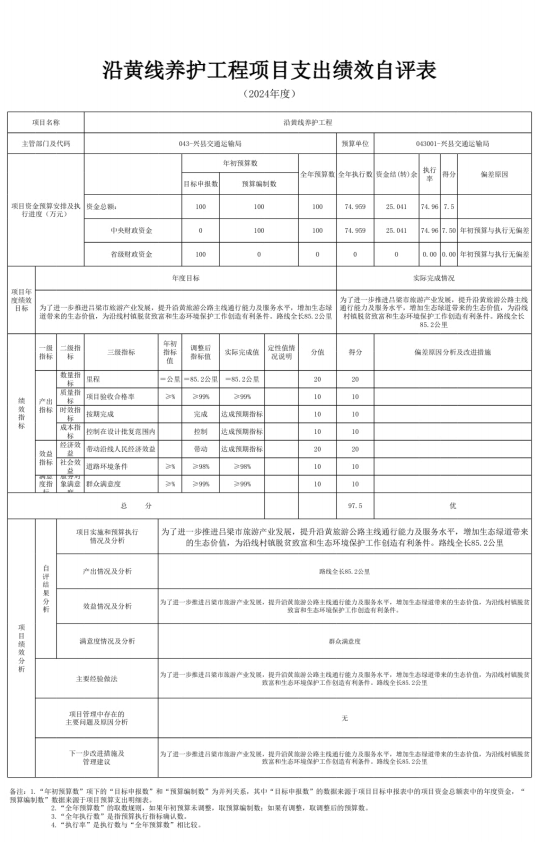 沿黄线养护工程项目支出绩效自评表
（2024年度）
项目名称 沿黄线养护工程
主管部门及代码 043-兴县交通运输局 预算单位 043001-兴县交通运输局
项目资金预算安排及执行进度（万元） 年初预算数 全年预算数 全年执行数 资金结(转)余 执行率 得分 偏差原因
目标申报数 预算编制数
资金总额： 100 100 100 74.959 25.041 74.96 7.5
中央财政资金 0 100 100 74.959 25.041 74.96 7.50 年初预算与执行无偏差
省级财政资金 100 0 0 0 0 0.00 0.00 年初预算与执行无偏差
项目年度绩效目标 年度目标 实际完成情况
为了进一步推进吕梁市旅游产业发展，提升沿黄旅游公路主线通行能力及服务水平，增加生态绿道带来的生态价值，为沿线村镇脱贫致富和生态环境保护工作创造有利条件。路线全长85.2公里
为了进一步推进吕梁市旅游产业发展，提升沿黄旅游公路主线通行能力及服务水平，增加生态绿道带来的生态价值，为沿线村镇脱贫致富和生态环境保护工作创造有利条件。路线全长85.2公里
绩效指标 一级指标 二级指标 三级指标 年初指标值 调整后指标值 实际完成值 定性值情况说明 分值 得分 偏差原因分析及改进措施
产出指标 数量指标 里程 ＝公里 ＝85.2公里 ＝85.2公里 20 20
质量指标 项目验收合格率 ≥% ≥99% ≥99% 10 10
时效指标 按期完成 完成 达成预期指标 10 10
成本指标 控制在设计批复范围内 控制 达成预期指标 10 10
效益指标 经济效益 带动沿线人民经济效益 带动 达成预期指标 20 20
社会效益 道路环境条件 ≥% ≥98% ≥98% 10 10
满意度指标 服务对象满意度 群众满意度 ≥% ≥99% ≥99% 10 10
总 分 97.5 优
项目绩效分析 自评结果分析 项目实施和预算执行情况及分析 为了进一步推进吕梁市旅游产业发展，提升沿黄旅游公路主线通行能力及服务水平，增加生态绿道带来的生态价值，为沿线村镇脱贫致富和生态环境保护工作创造有利条件。路线全长85.2公里
产出情况及分析 路线全长85.2公里
效益情况及分析 为了进一步推进吕梁市旅游产业发展，提升沿黄旅游公路主线通行能力及服务水平，增加生态绿道带来的生态价值，为沿线村镇脱贫致富和生态环境保护工作创造有利条件。
满意度情况及分析 群众满意度
主要经验做法 为了进一步推进吕梁市旅游产业发展，提升沿黄旅游公路主线通行能力及服务水平，增加生态绿道带来的生态价值，为沿线村镇脱贫致富和生态环境保护工作创造有利条件。路线全长85.2公里
项目管理中存在的主要问题及原因分析 无
下一步改进措施及管理建议 为了进一步推进吕梁市旅游产业发展，提升沿黄旅游公路主线通行能力及服务水平，增加生态绿道带来的生态价值，为沿线村镇脱贫致富和生态环境保护工作创造有利条件。路线全长85.2公里
备注：1.“年初预算数”项下的“目标申报数”和“预算编制数”为并列关系，其中“目标申报数”的数据来源于项目目标申报表中的项目资金总额表中的年度资金，“
预算编制数”数据来源于项目预算支出明细表。
2.“全年预算数”的取数规则，如果年初预算未调整，取预算编制数；如果有调整，取调整后的预算数。
3.“全年执行数”是指预算执行指标确认数。
4.“执行率”是执行数与“全年预算数”相比较。